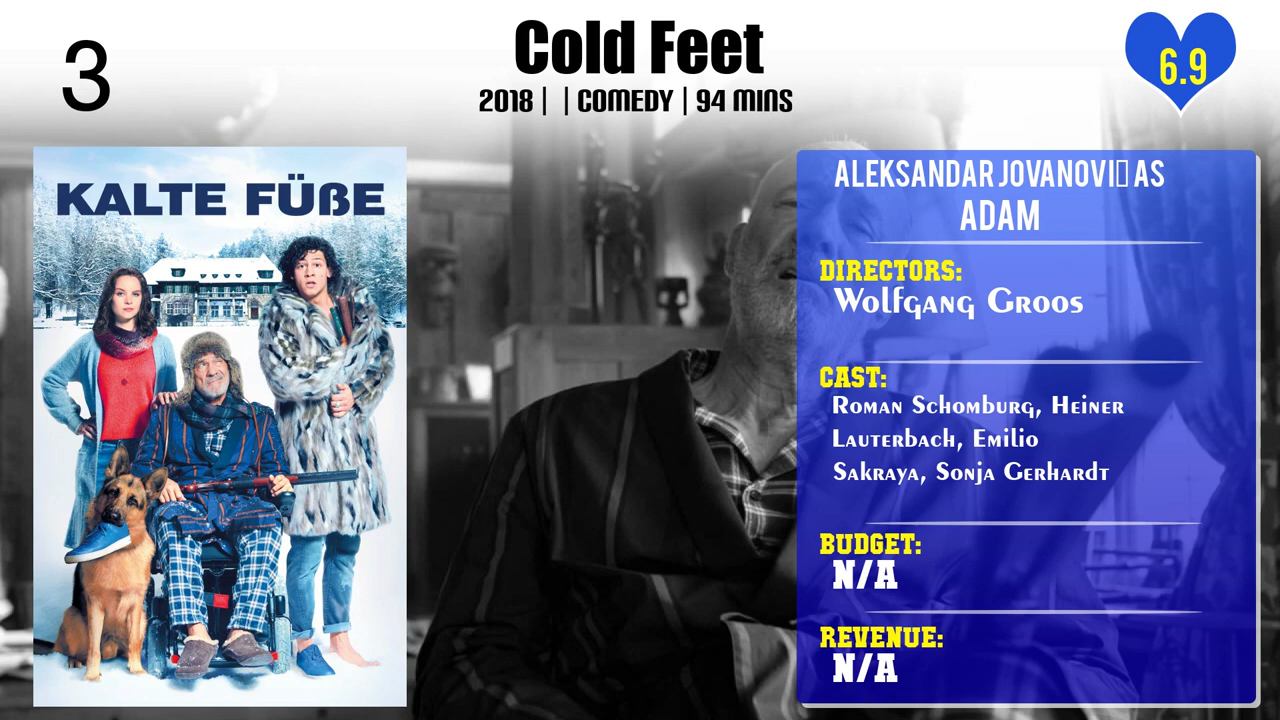 3
Cold Feet
2018 | | COMEDY | 94 MINS
6.9
KALTE FÜßE
ALEKSANDAR JOVANOVI▯ AS
ADAM
DIRECTORS:
Wolfgang Groos
CAST:
Roman Schomburg, Heiner
Lauterbach, Emilio
Sakraya, Sonja Gerhardt
BUDGET:
N/A
REVENUE:
N/A